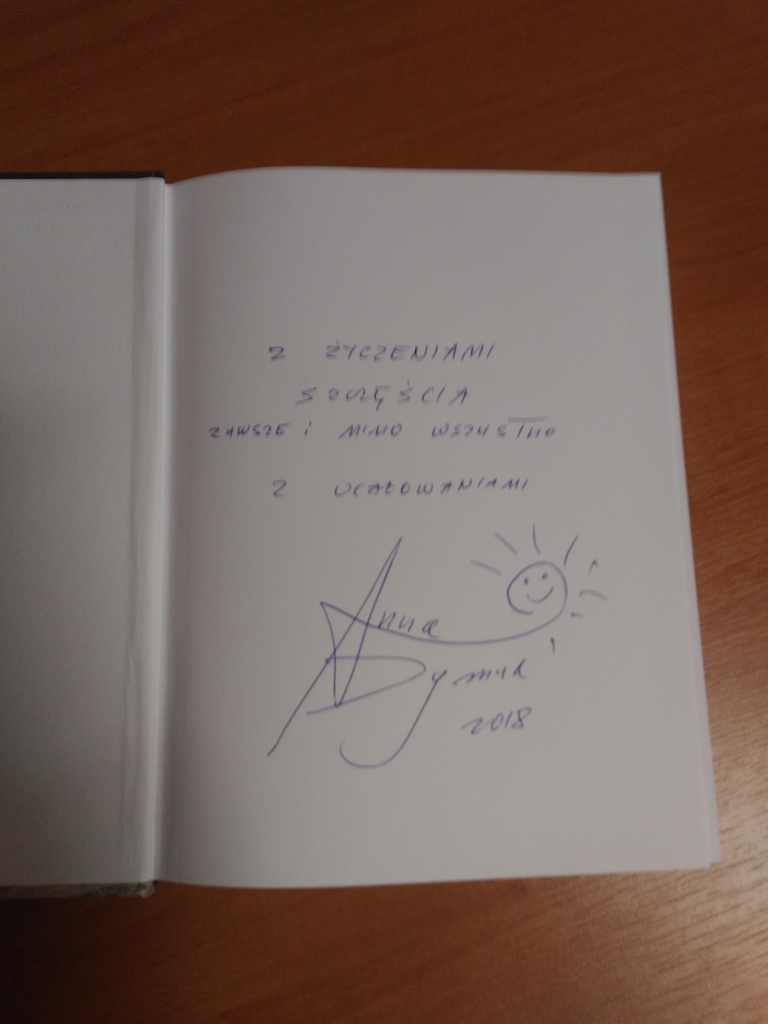 Z ŻYCZENIAMI
SZCZĘŚCIA
ZAWSZE I MIMO WSZYSTKO
Z UCAŁOWANIAMI
Anna
Dymna
2018